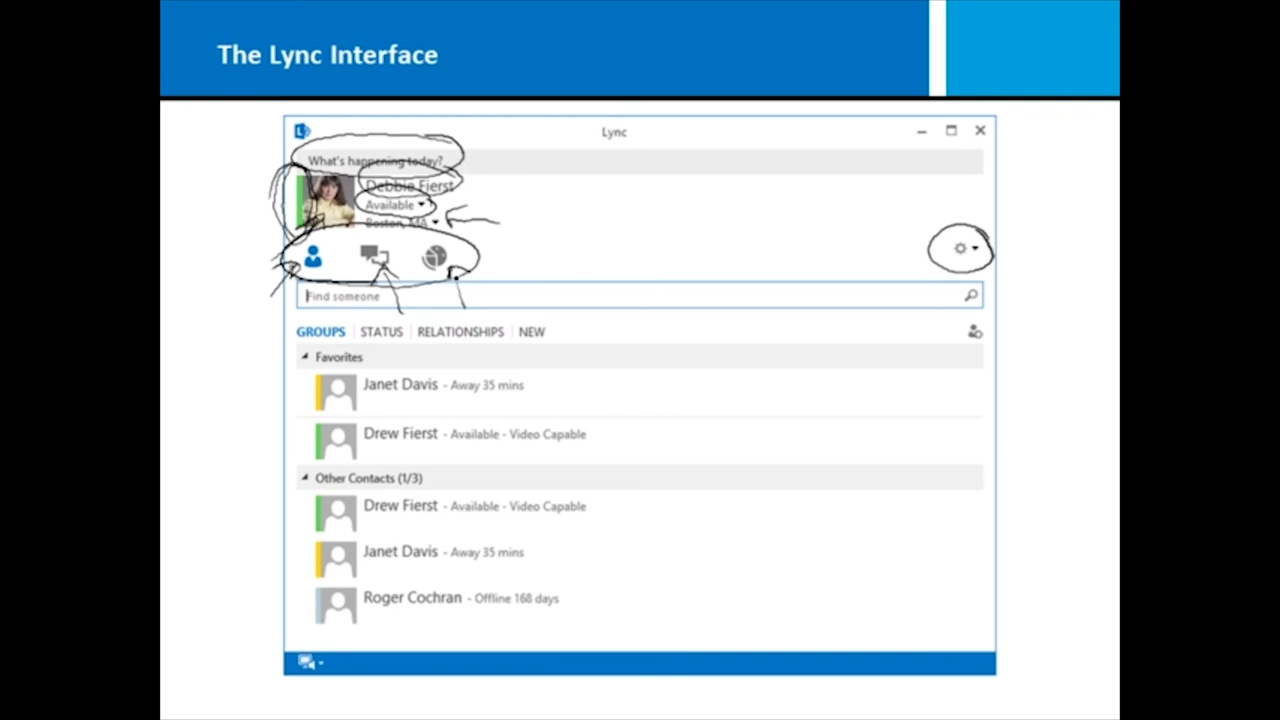 The Lync Interface
Lync
What's happening today?
Debbie Fierst
Available
Boston, MA
Find someone
GROUPS STATUS RELATIONSHIPS NEW
Favorites
Janet Davis - Away 35 mins
Drew Fierst - Available - Video Capable
Other Contacts (1/3)
Drew Fierst - Available - Video Capable
Janet Davis - Away 35 mins
Roger Cochran - Offline 168 days